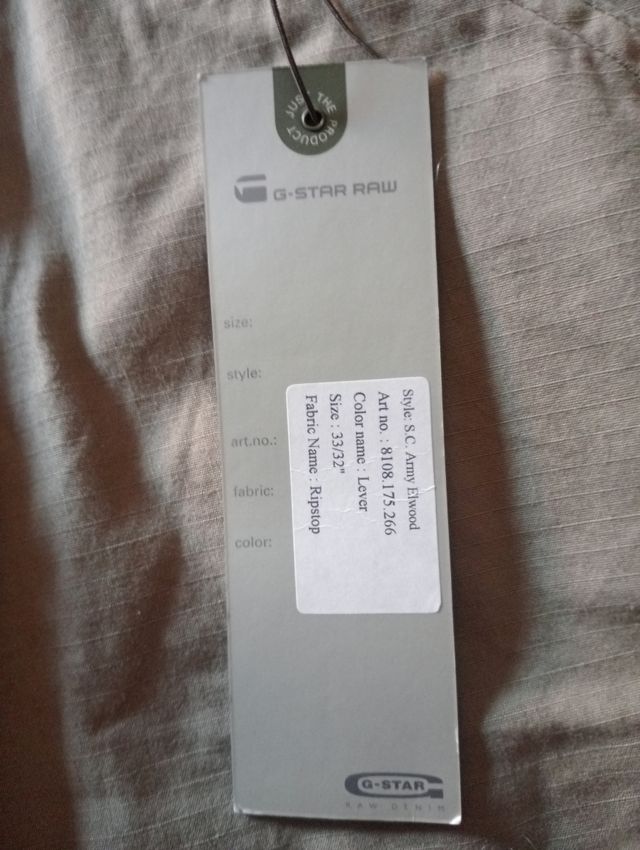 JUST THE PRODUCT
G-STAR RAW
size:
style:
art.no.:
fabric:
color:
Style: S.C. Army Elwood
Art no. : 8108.175.266
Color name : Lever
Size : 33/32"
Fabric Name : Ripstop
G-STAR
RAW DENIM